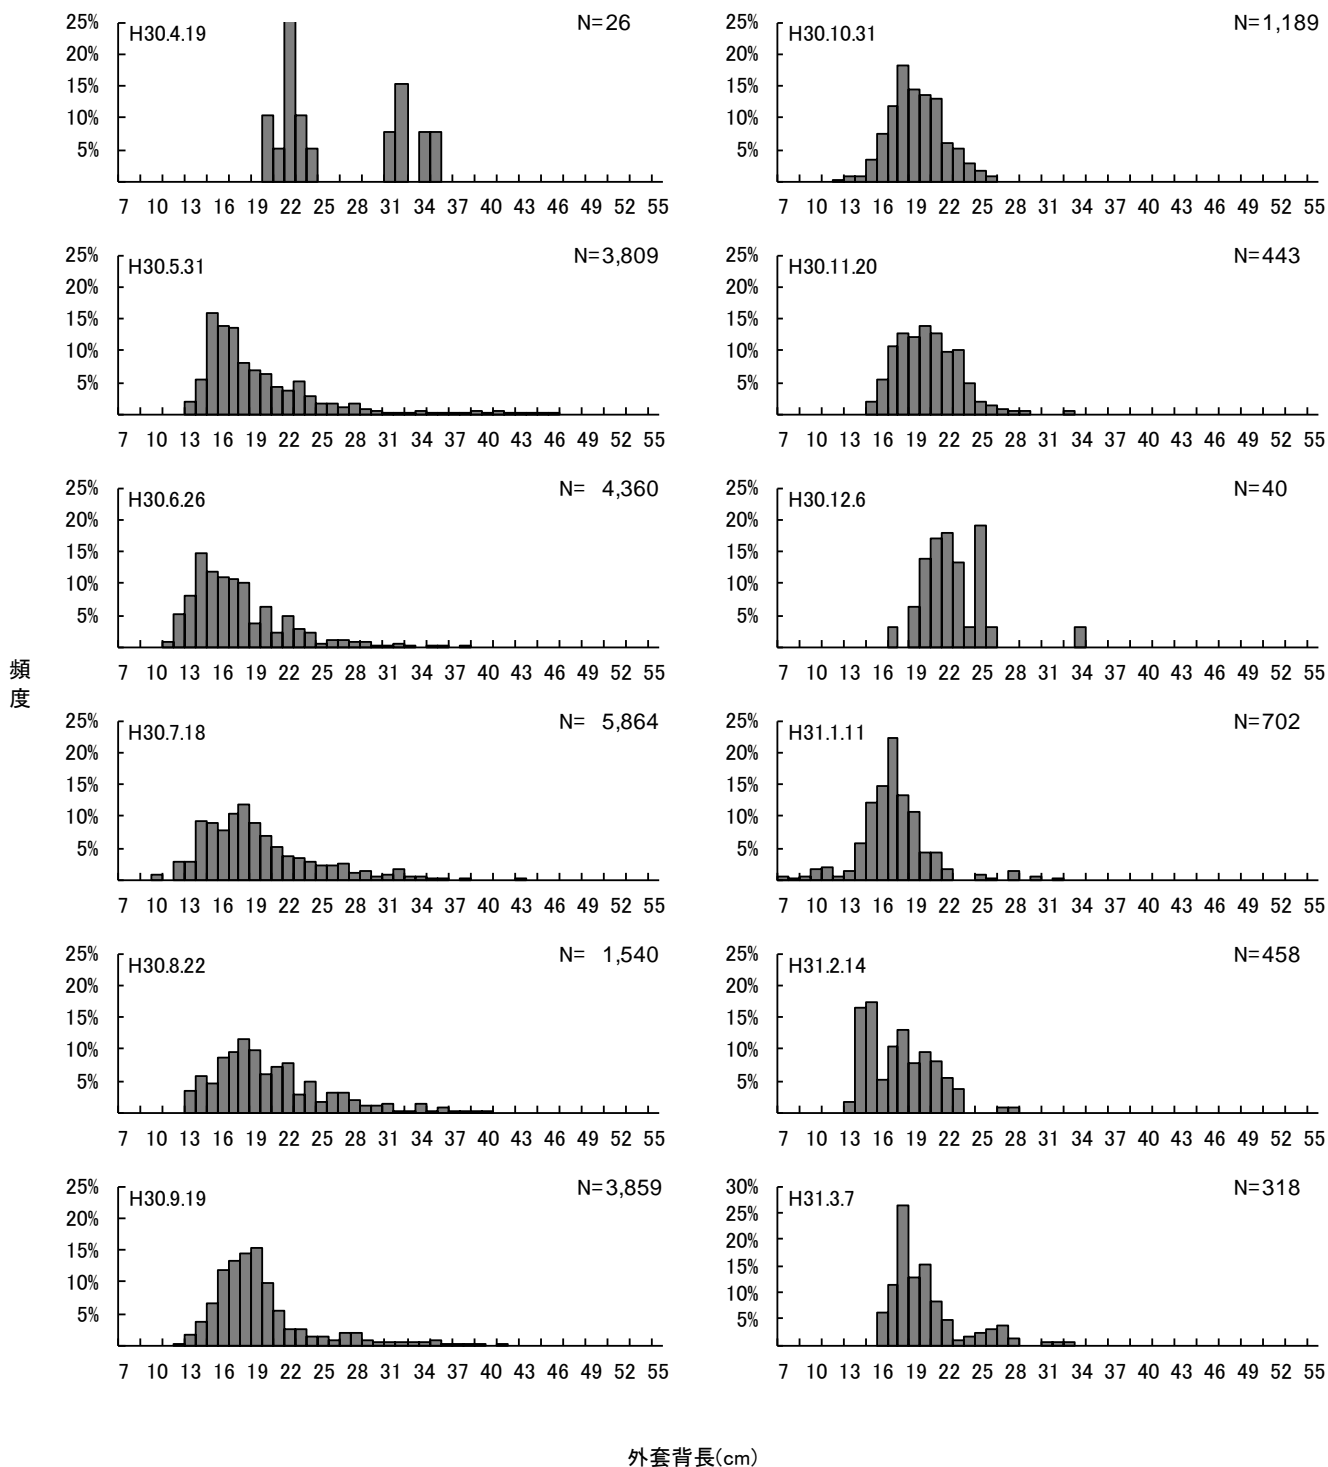 25%
H30.4.19
N=26
20%
15%
10%
5%
7 10 13 16 19 22 25 28 31 34 37 40 43 46 49 52 55
25%
H30.5.31
N=3,809
20%
15%
10%
5%
7 10 13 16 19 22 25 28 31 34 37 40 43 46 49 52 55
25%
H30.6.26
N= 4,360
20%
15%
10%
5%
7 10 13 16 19 22 25 28 31 34 37 40 43 46 49 52 55
頻
度
25%
H30.7.18
N= 5,864
20%
15%
10%
5%
7 10 13 16 19 22 25 28 31 34 37 40 43 46 49 52 55
25%
H30.8.22
N= 1,540
20%
15%
10%
5%
7 10 13 16 19 22 25 28 31 34 37 40 43 46 49 52 55
25%
H30.9.19
N=3,859
20%
15%
10%
5%
7 10 13 16 19 22 25 28 31 34 37 40 43 46 49 52 55
25%
H30.10.31
N=1,189
20%
15%
10%
5%
7 10 13 16 19 22 25 28 31 34 37 40 43 46 49 52 55
25%
H30.11.20
N=443
20%
15%
10%
5%
7 10 13 16 19 22 25 28 31 34 37 40 43 46 49 52 55
25%
H30.12.6
N=40
20%
15%
10%
5%
7 10 13 16 19 22 25 28 31 34 37 40 43 46 49 52 55
25%
H31.1.11
N=702
20%
15%
10%
5%
7 10 13 16 19 22 25 28 31 34 37 40 43 46 49 52 55
25%
H31.2.14
N=458
20%
15%
10%
5%
7 10 13 16 19 22 25 28 31 34 37 40 43 46 49 52 55
30%
H31.3.7
N=318
25%
20%
15%
10%
5%
7 10 13 16 19 22 25 28 31 34 37 40 43 46 49 52 55
外套背長(cm)